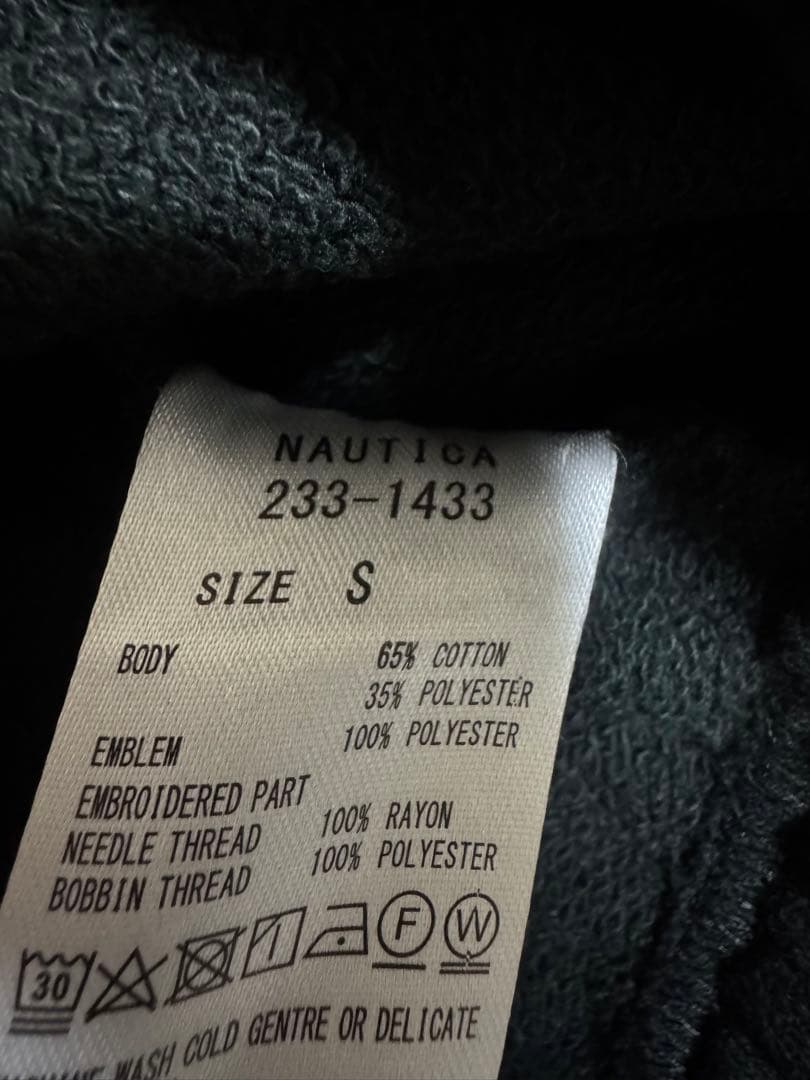 NAUTICA
233-1433
SIZE S
BODY 65% COTTON
35% POLYESTER
EMBLEM 100% POLYESTER
EMBROIDERED PART
NEEDLE THREAD 100% RAYON
BOBBIN THREAD 100% POLYESTER
30 F W
WASH COLD GENTRE OR DELICATE